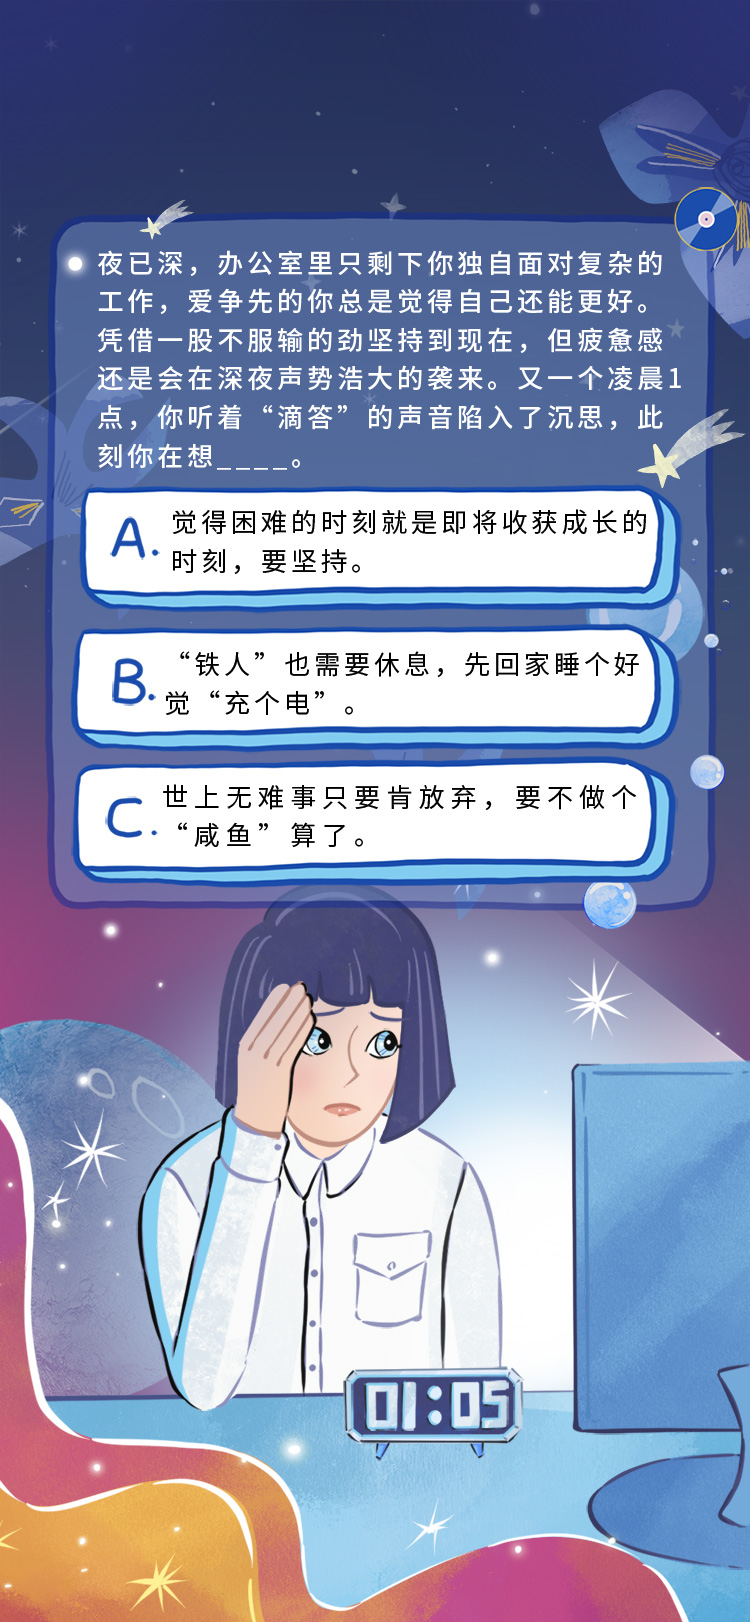 夜已深，办公室里只剩下你独自面对复杂的
工作，爱争先的你总是觉得自己还能更好。
凭借一股不服输的劲坚持到现在，但疲惫感
还是会在深夜声势浩大的袭来。又一个凌晨1
点，你听着“滴答”的声音陷入了沉思，此
刻你在想____。
A. 觉得困难的时刻就是即将收获成长的
时刻，要坚持。
B. “铁人”也需要休息，先回家睡个好
觉“充个电”。
C. 世上无难事只要肯放弃，要不做个
“咸鱼”算了。
01:05